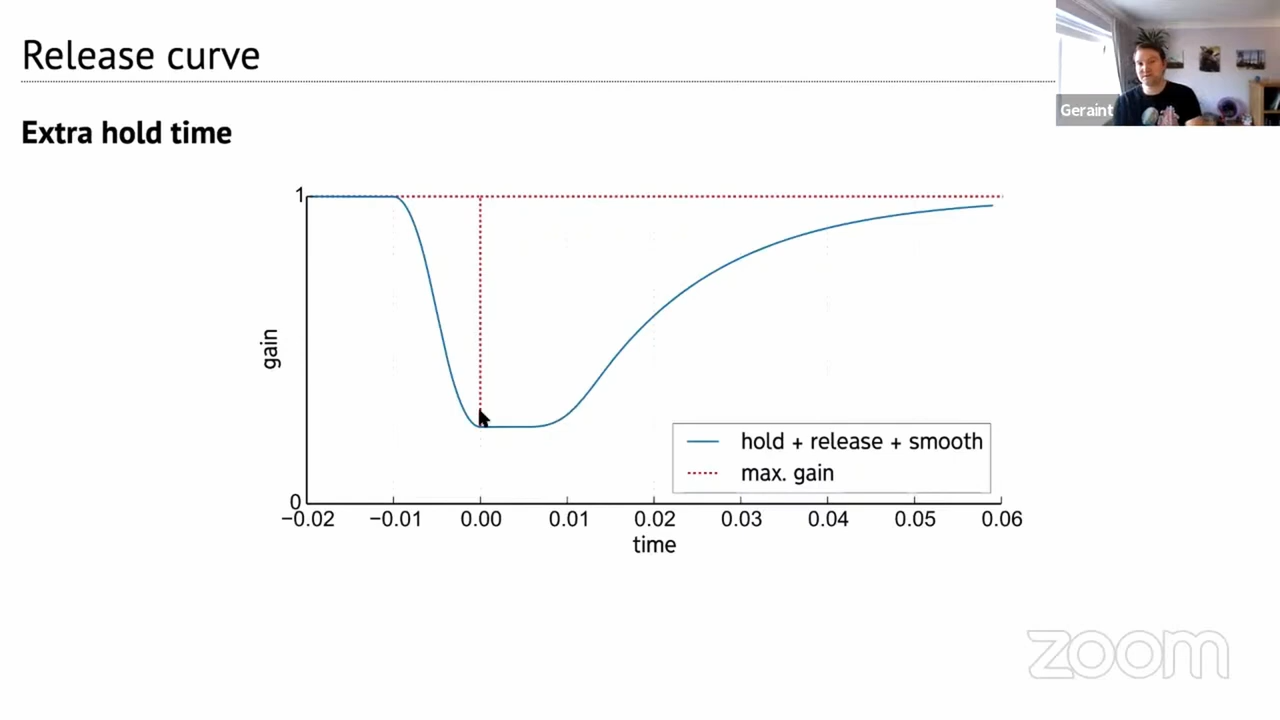 Release curve
Geraint
Extra hold time
1
gain
hold + release + smooth
max. gain
0
−0.02 −0.01 0.00 0.01 0.02 0.03 0.04 0.05 0.06
time
zoom